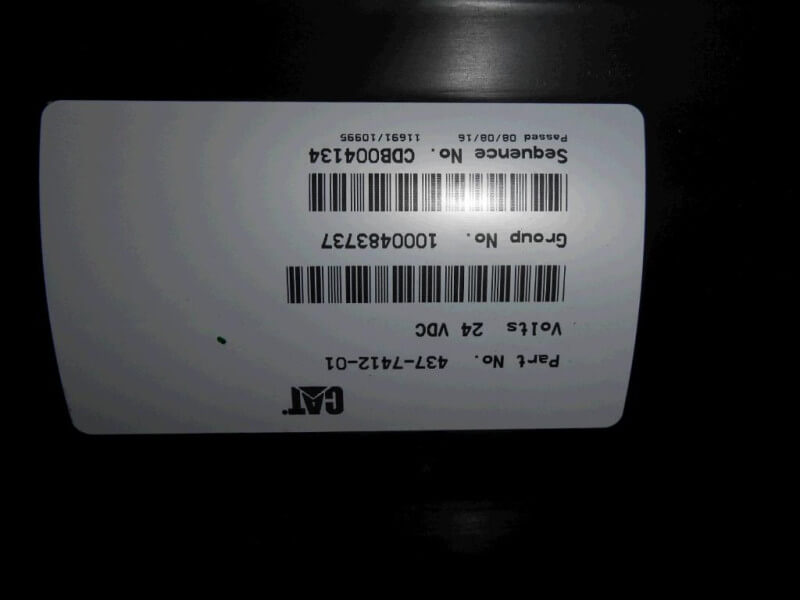 CAT
Part No. 437-7412-01
Volts 24 VDC
Group No. 1000483737
Sequence No. CDB004134
Passed 08/08/16 11691/10995